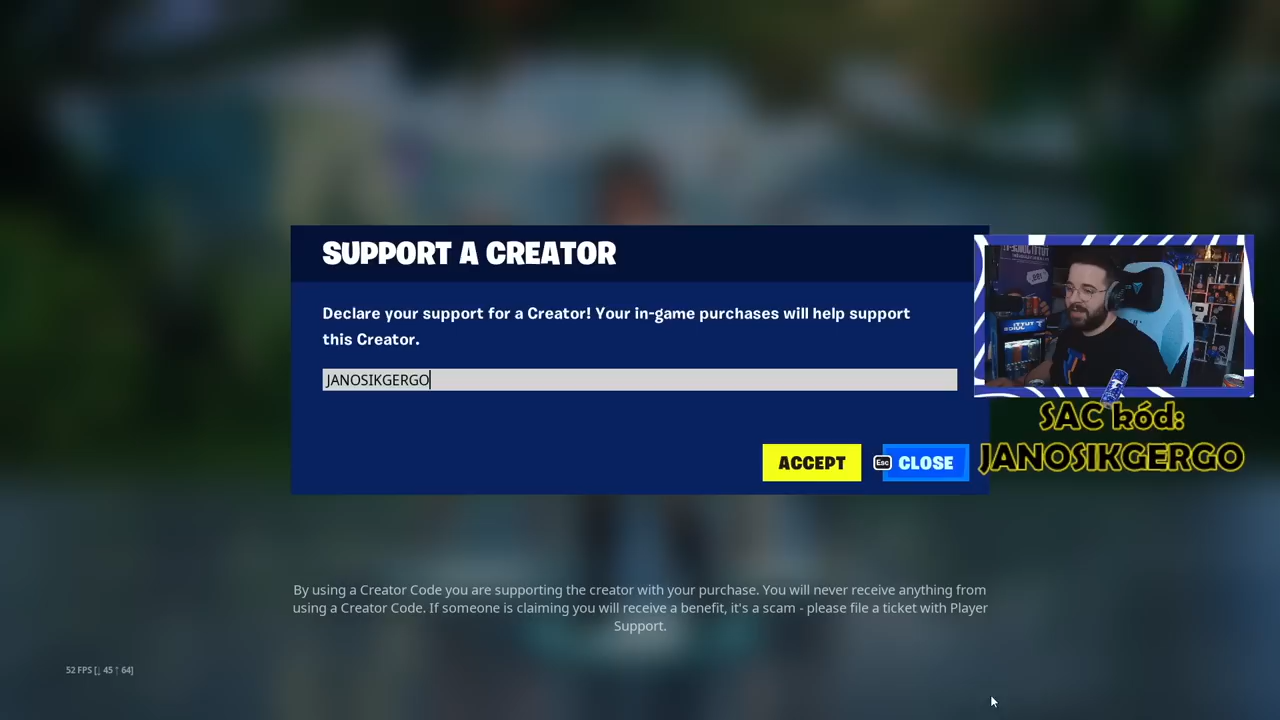 SUPPORT A CREATOR
Declare your support for a Creator! Your in-game purchases will help support
this Creator.
JANOSIKGERGO
ACCEPT
Esc
CLOSE
SAC kód:
JANOSIKGERGO
By using a Creator Code you are supporting the creator with your purchase. You will never receive anything from
using a Creator Code. If someone is claiming you will receive a benefit, it's a scam - please file a ticket with Player
Support.
52 FPS [↓ 45 ↑ 64]